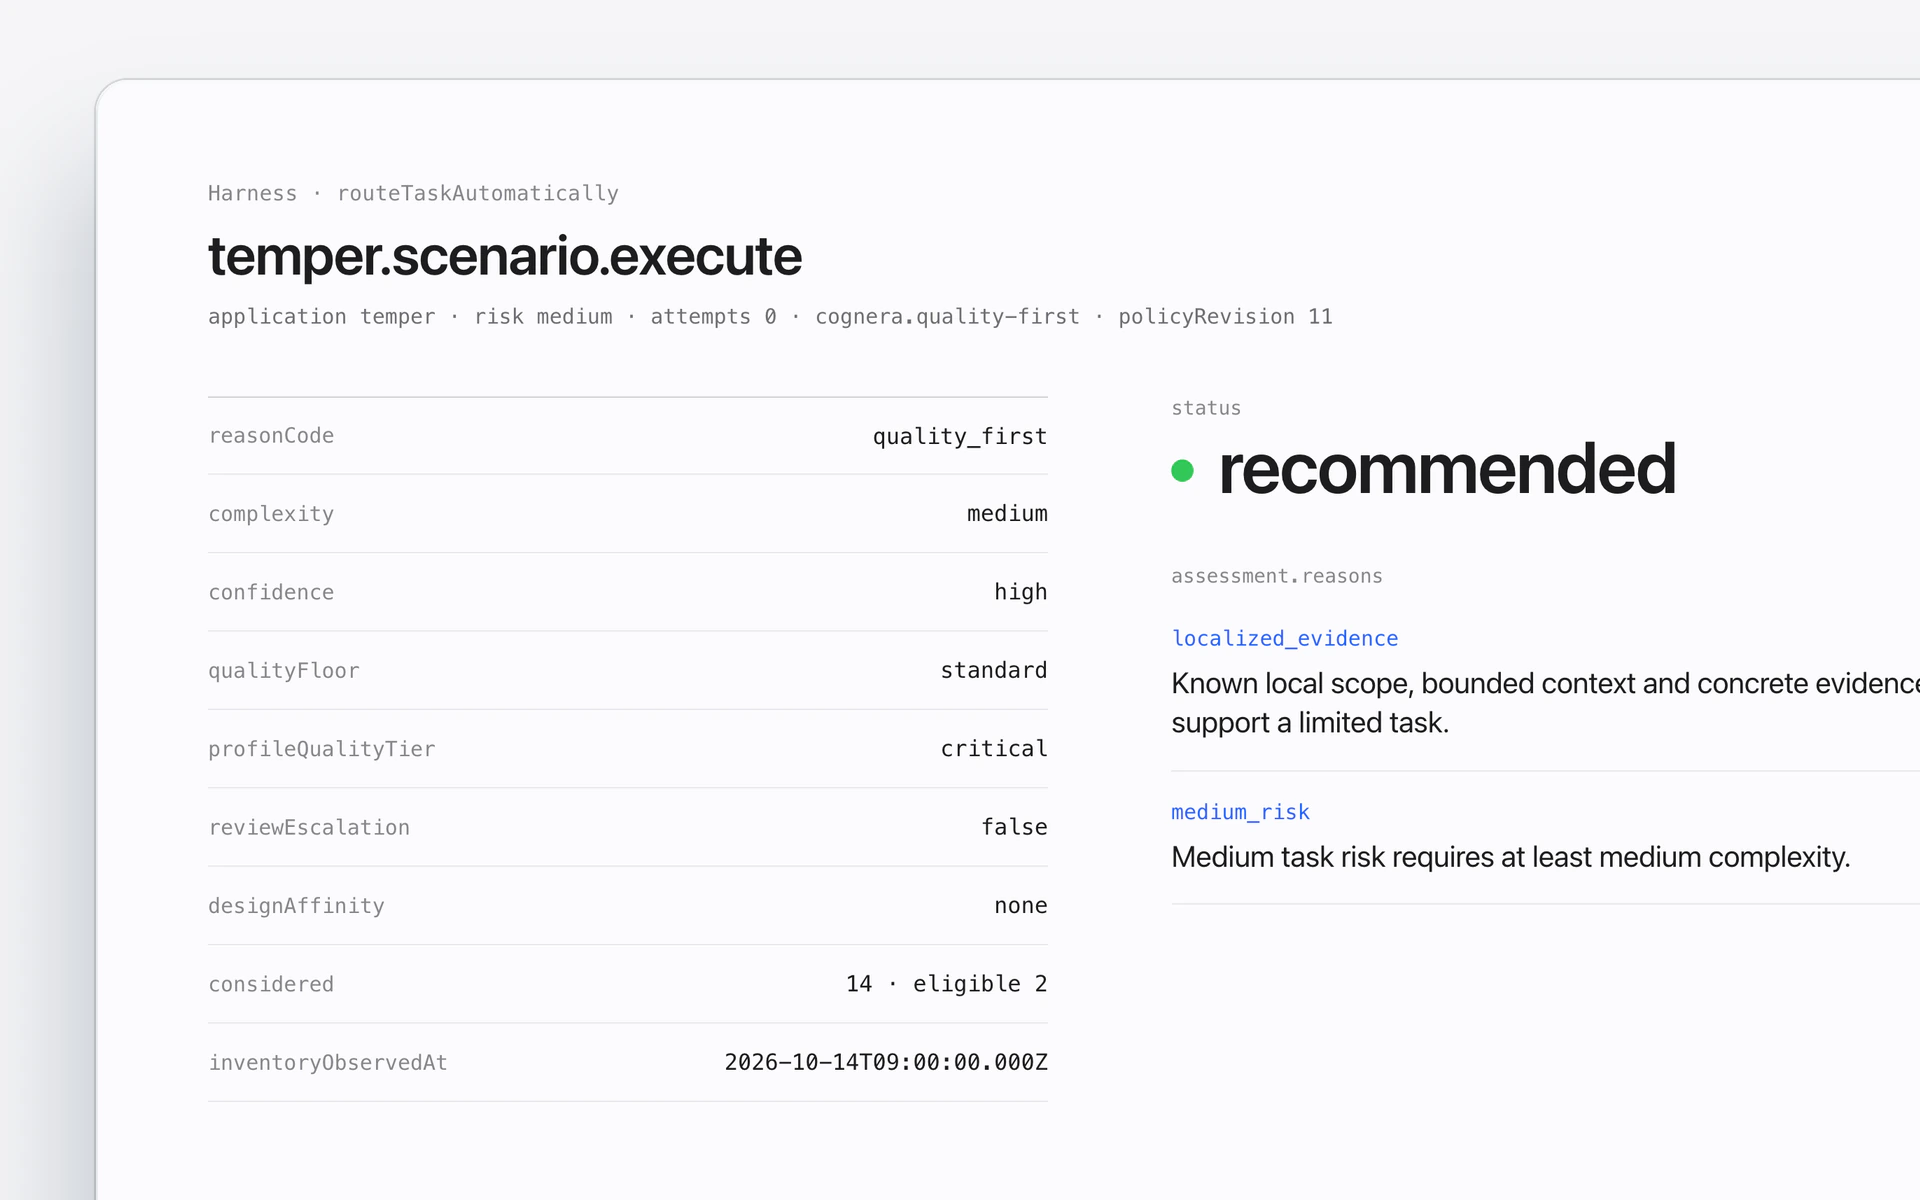 Harness · routeTaskAutomatically
temper.scenario.execute
application temper · risk medium · attempts 0 · cognera.quality-first · policyRevision 11
reasonCode quality_first
complexity medium
confidence high
qualityFloor standard
profileQualityTier critical
reviewEscalation false
designAffinity none
considered 14 · eligible 2
inventoryObservedAt 2026-10-14T09:00:00.000Z
status
recommended
assessment.reasons
localized_evidence
Known local scope, bounded context and concrete evidence
support a limited task.
medium_risk
Medium task risk requires at least medium complexity.